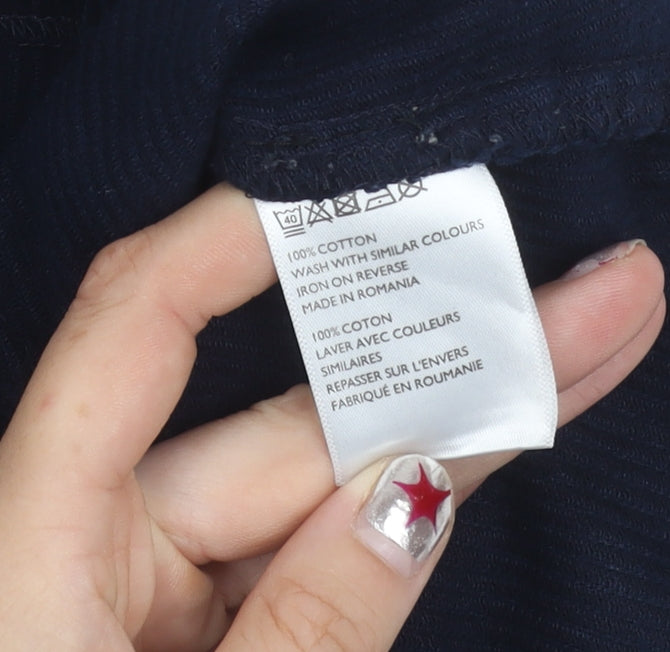 40
100% COTTON
WASH WITH SIMILAR COLOURS
IRON ON REVERSE
MADE IN ROMANIA
100% COTON
LAVER AVEC COULEURS
SIMILAIRES
REPASSER SUR L'ENVERS
FABRIQUÉ EN ROUMANIE